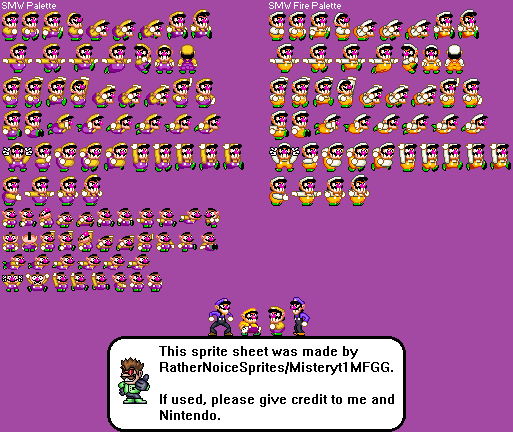 SMW Palette
SMW Fire Palette
This sprite sheet was made by
RatherNoiceSprites/Misteryt1MFGG.
If used, please give credit to me and
Nintendo.